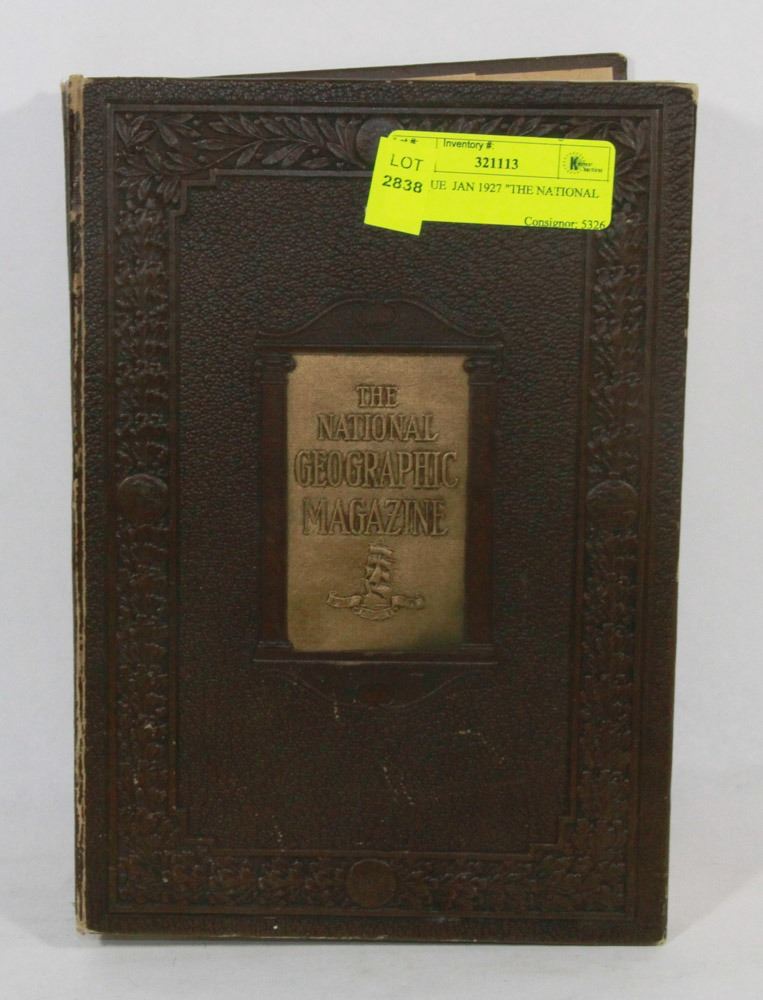 Inventory #:
LOT
321113
2838
UE JAN 1927 "THE NATIONAL
Consignor: 5326
THE
NATIONAL
GEOGRAPHIC
MAGAZINE